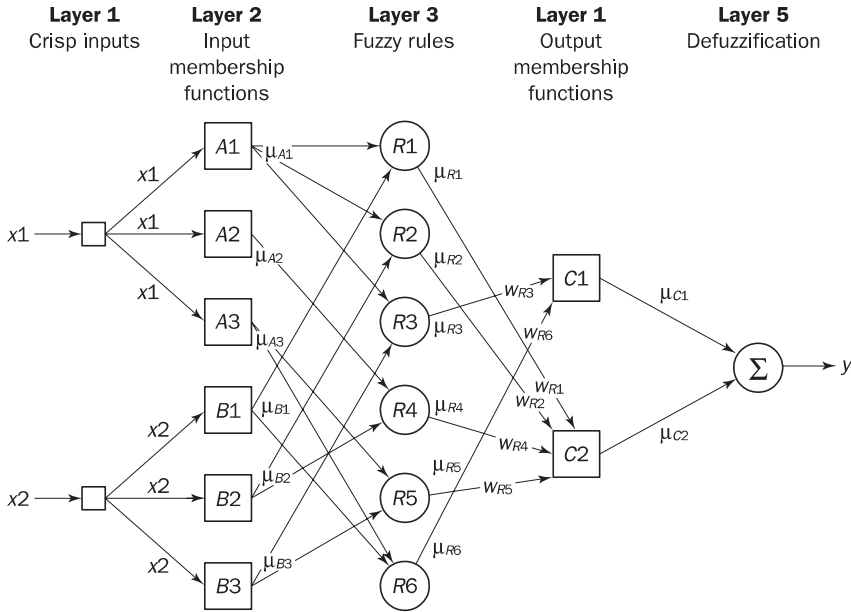 Layer 1
Crisp inputs
Layer 2
Input
membership
functions
Layer 3
Fuzzy rules
Layer 1
Output
membership
functions
Layer 5
Defuzzification
x1
x1
x1
x1
x2
x2
x2
x2
A1
A2
A3
B1
B2
B3
μA1
μA2
μA3
μB1
μB2
μB3
R1
R2
R3
R4
R5
R6
μR1
μR2
μR3
μR4
μR5
μR6
wR3
wR6
wR1
wR2
wR4
wR5
C1
C2
μC1
μC2
Σ
y